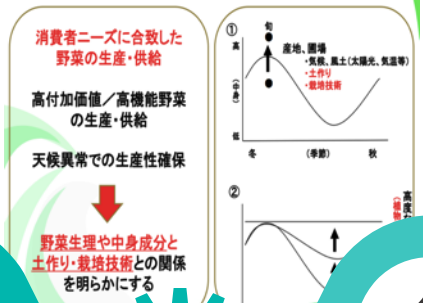 消費者ニーズに合致した
野菜の生産・供給
高付加価値／高機能野菜
の生産・供給
天候異常での生産性確保
野菜生理や中身成分と
土作り・栽培技術との関係
を明らかにする
①
旬
高
（中身）
低
産地、圃場
・気候、風土（太陽光、気温等）
・土作り
・栽培技術
冬
（季節）
秋
②
高度な
（植物